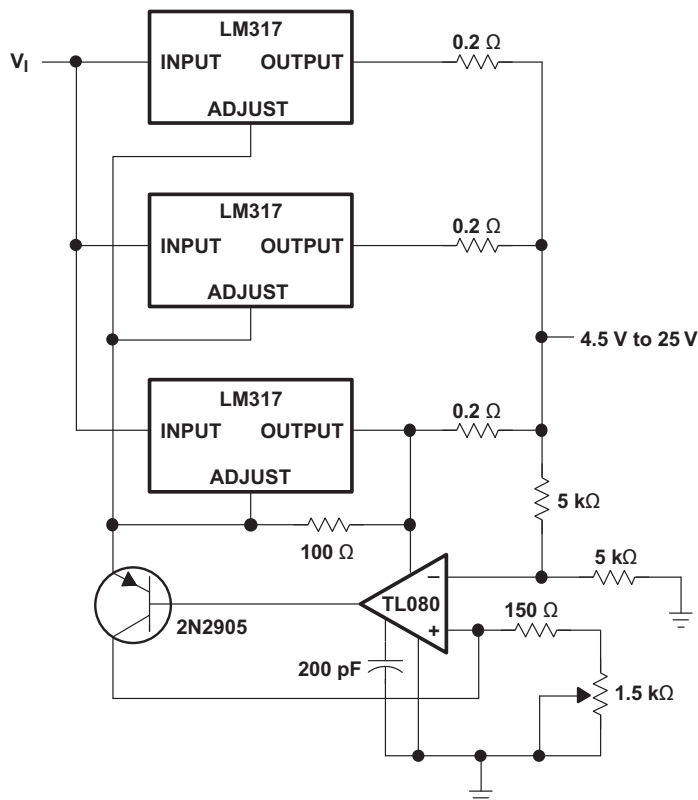 LM317
0.2 Ω
V_I
INPUT OUTPUT
ADJUST
LM317
0.2 Ω
INPUT OUTPUT
ADJUST
4.5 V to 25 V
LM317
0.2 Ω
INPUT OUTPUT
ADJUST
5 kΩ
100 Ω
5 kΩ
−
TL080
+
2N2905
150 Ω
200 pF
1.5 kΩ